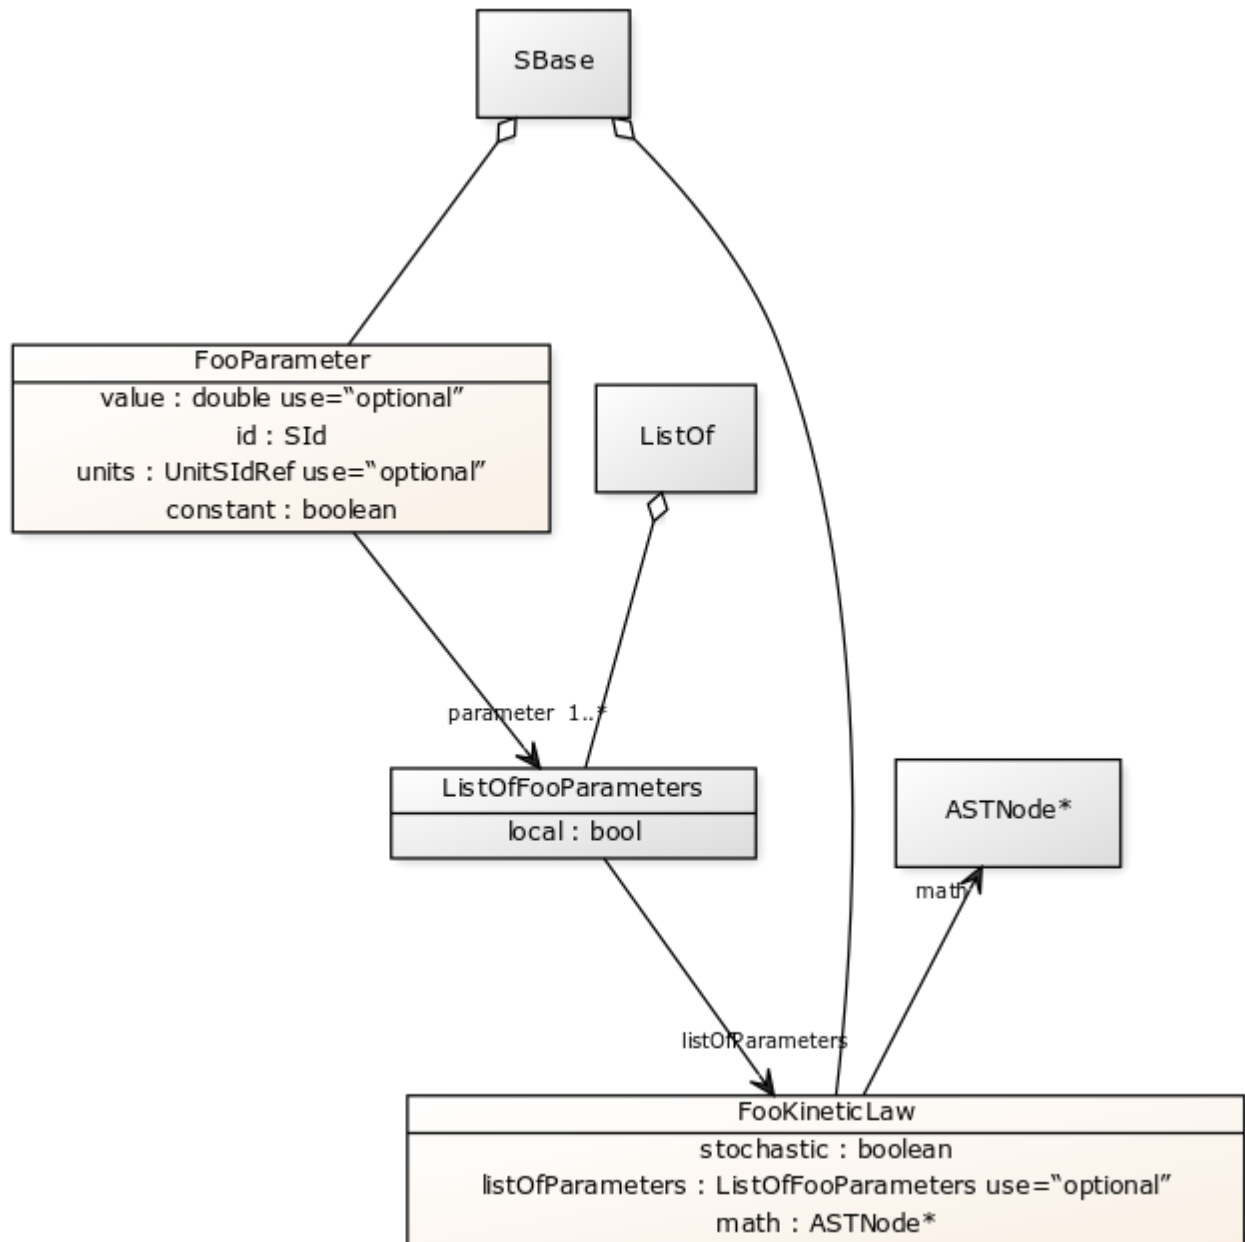 SBase
FooParameter
value : double use=“optional”
id : SId
units : UnitSIdRef use=“optional”
constant : boolean
ListOf
parameter 1..*
ListOfFooParameters
local : bool
ASTNode*
math
listOfParameters
FooKineticLaw
stochastic : boolean
listOfParameters : ListOfFooParameters use=“optional”
math : ASTNode*